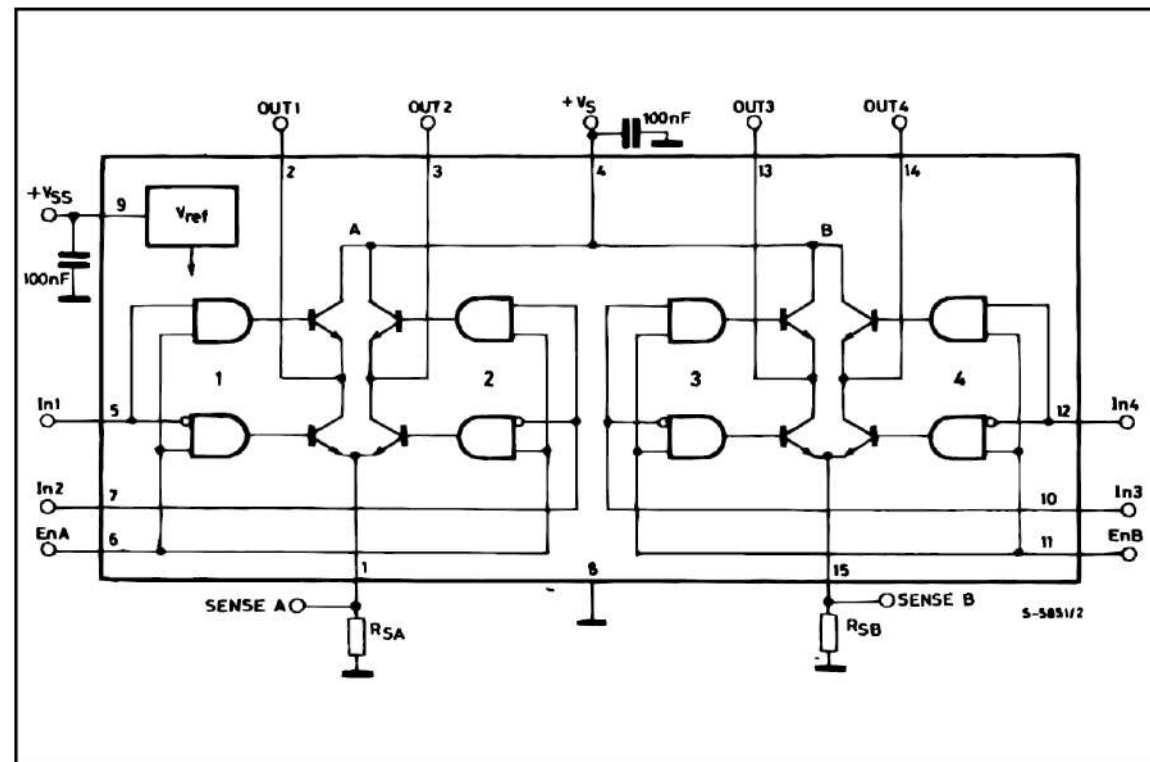 OUT1 OUT2 +VS 100nF OUT3 OUT4
2 3 4 13 14
+VSS 9 Vref
A B
100nF
1 2 3 4
In1 5 12 In4
In2 7 10 In3
EnA 6 11 EnB
1 8 15
SENSE A SENSE B S-5851/2
RSA RSB